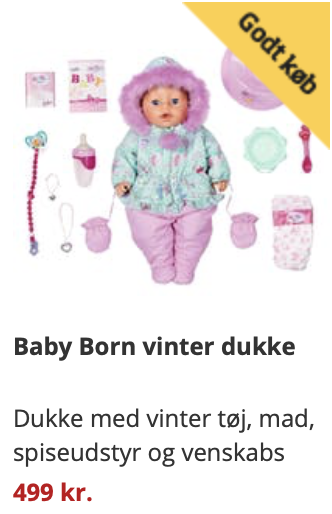 Godt køb
Baby Born vinter dukke
Dukke med vinter tøj, mad,
spiseudstyr og venskabs
499 kr.